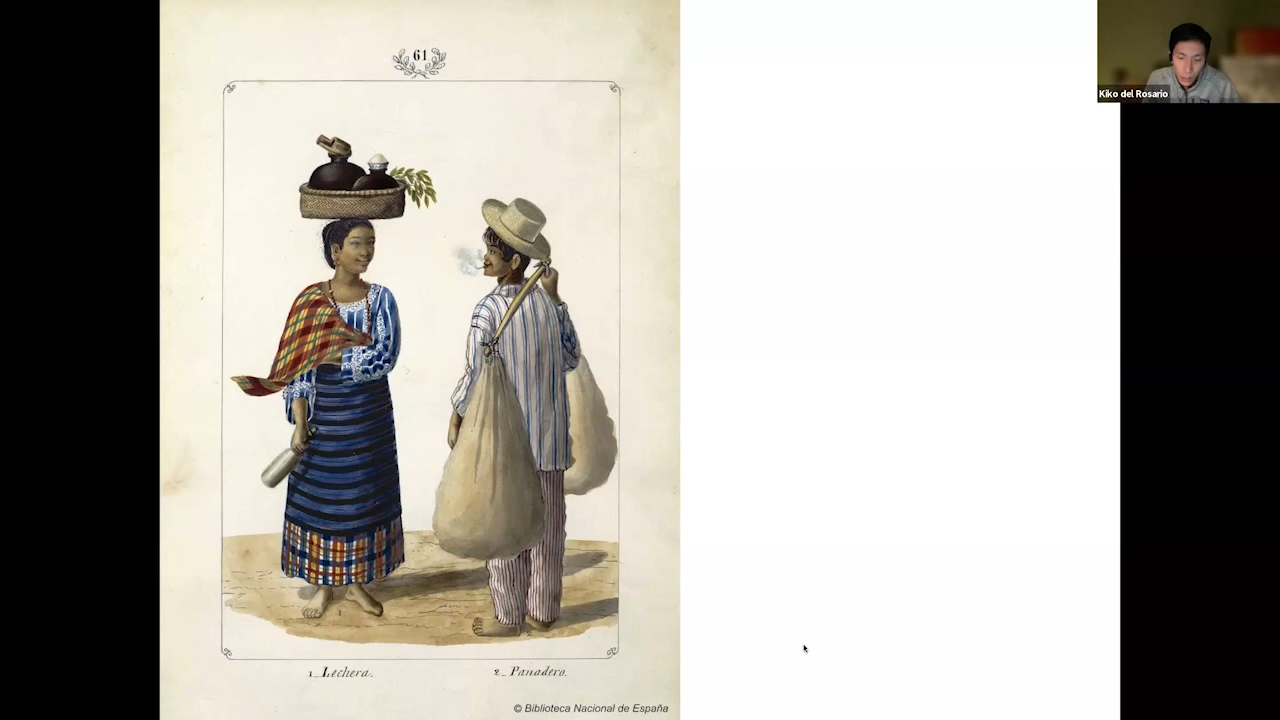 61
Kiko del Rosario
1_Lechera.
2_Panadero.
© Biblioteca Nacional de España